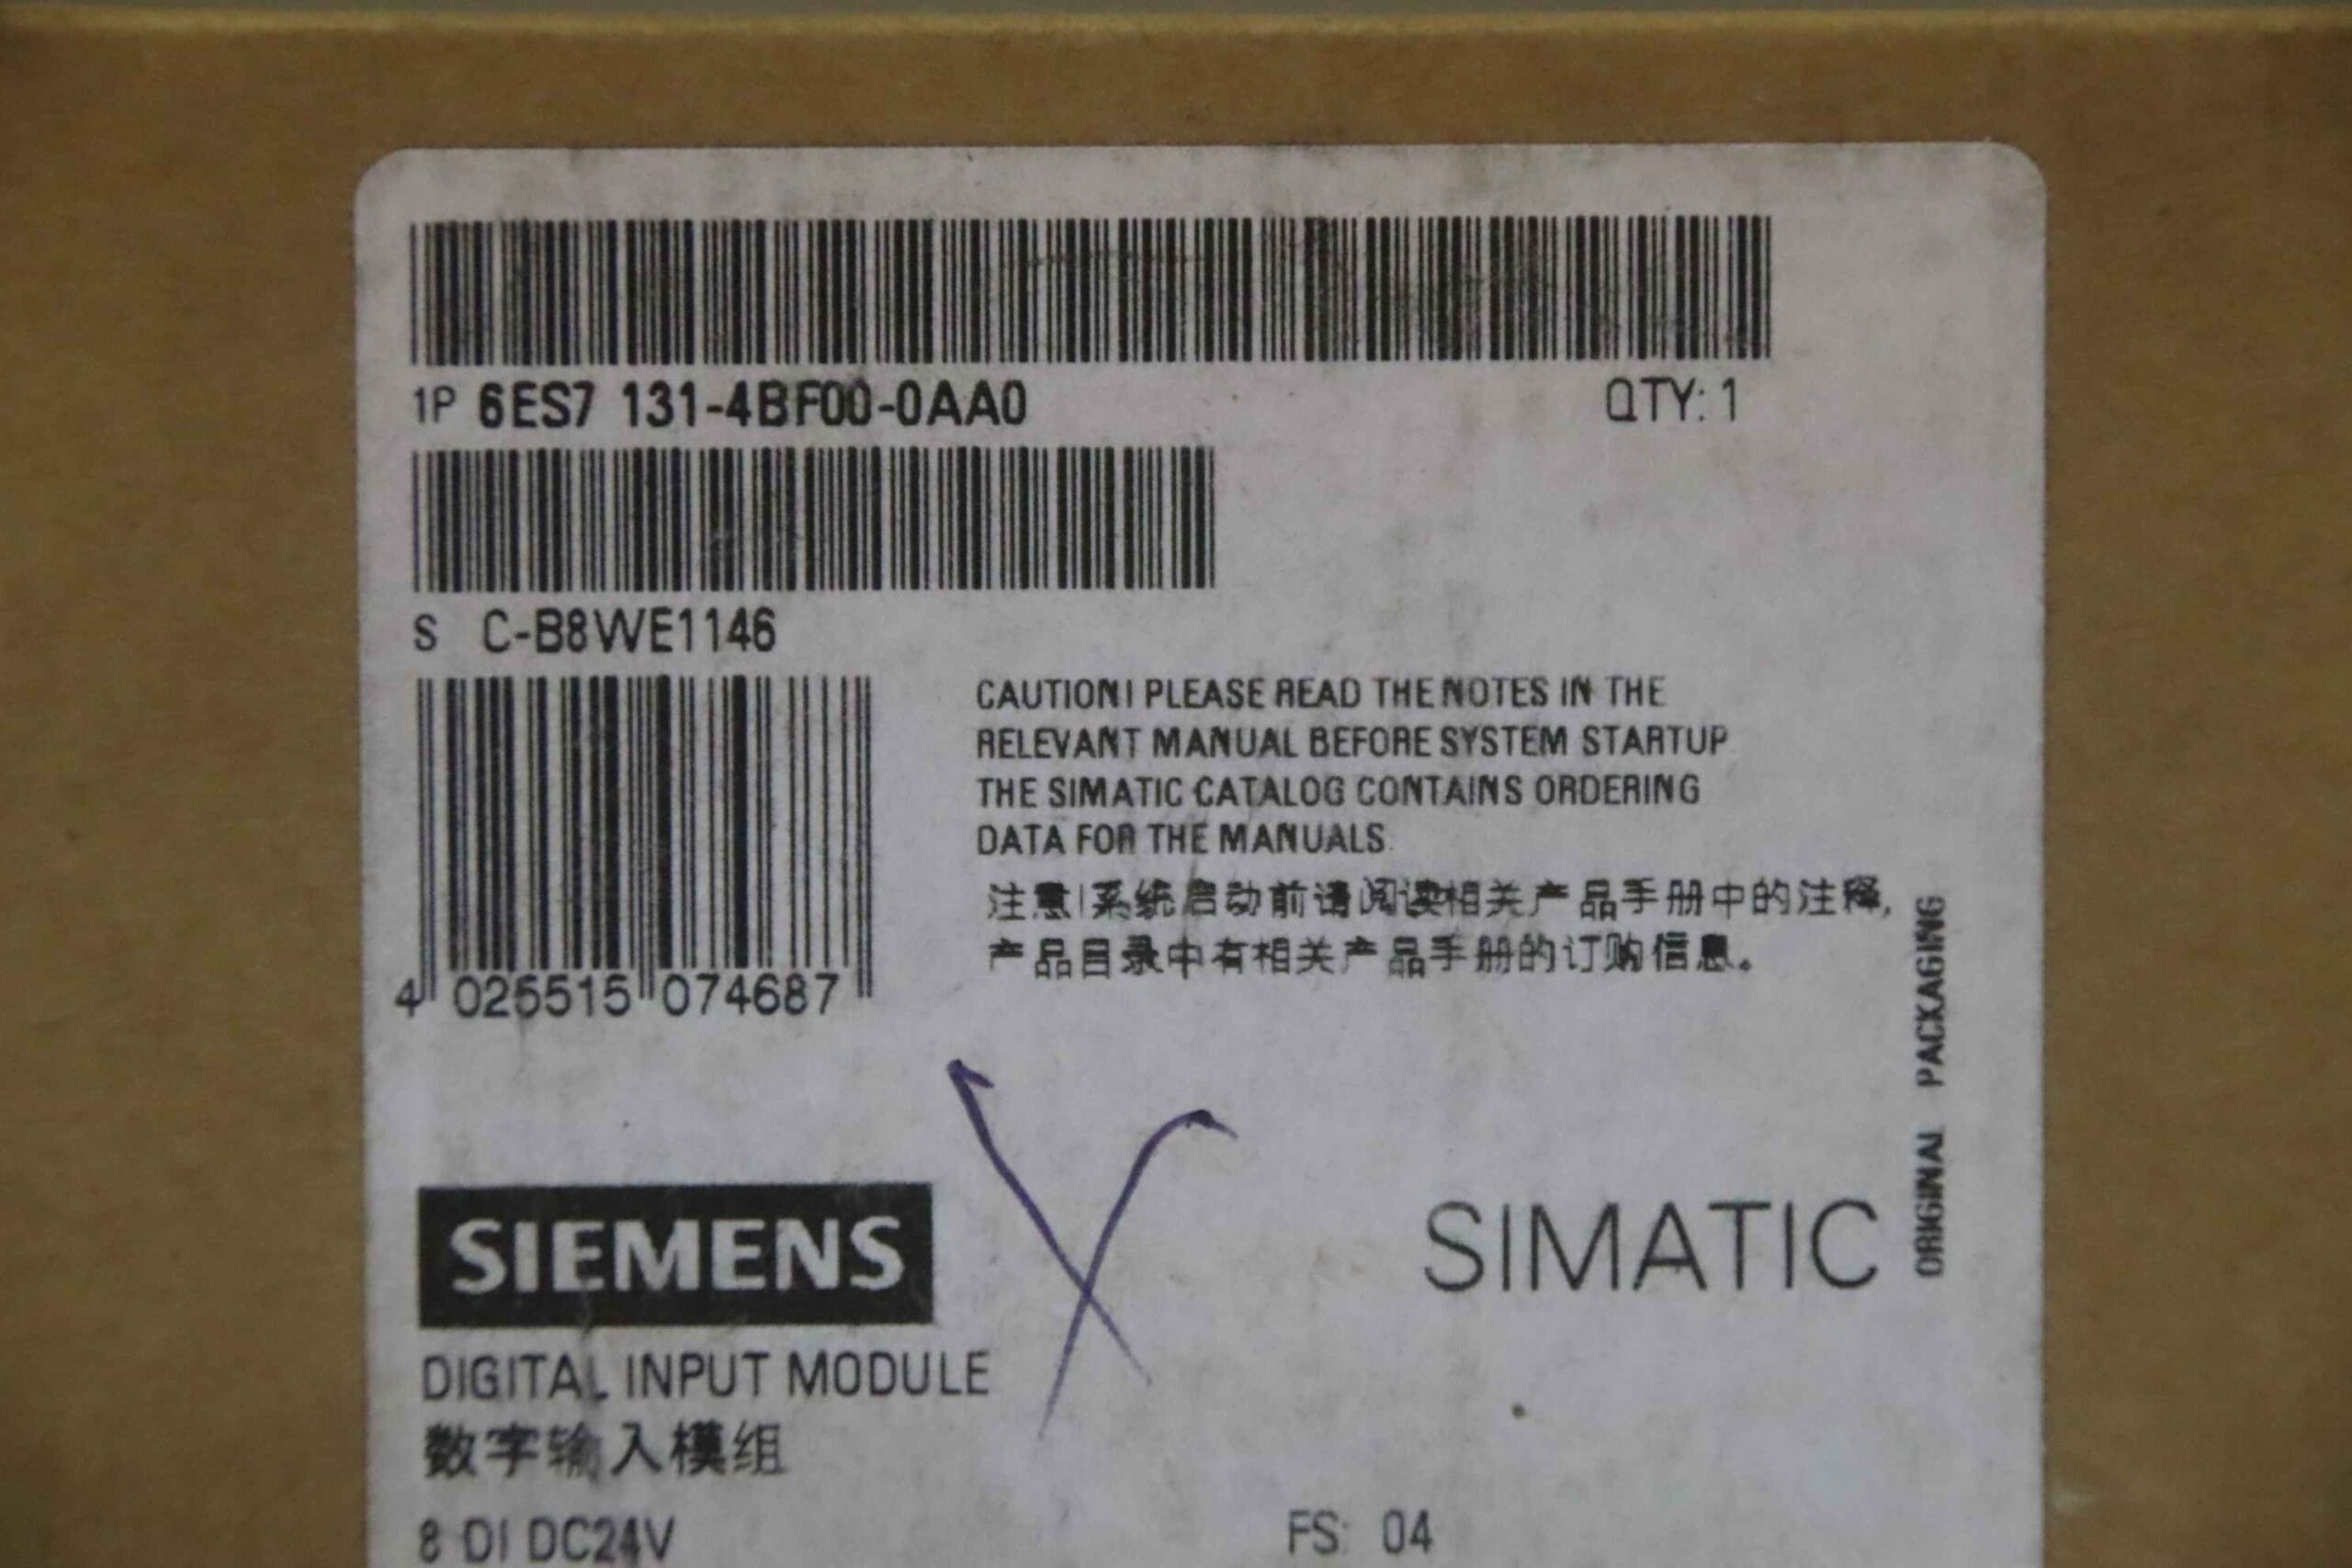 1P 6ES7 131-4BF00-0AA0 QTY: 1
S C-B8WE1146
CAUTION! PLEASE READ THE NOTES IN THE
RELEVANT MANUAL BEFORE SYSTEM STARTUP
THE SIMATIC CATALOG CONTAINS ORDERING
DATA FOR THE MANUALS.
注意!系统启动前请阅读相关产品手册中的注释,
产品目录中有相关产品手册的订购信息。
4 025515 074687
ORIGINAL PACKAGING
SIEMENS
SIMATIC
DIGITAL INPUT MODULE
数字输入模组
8 DI DC24V FS: 04